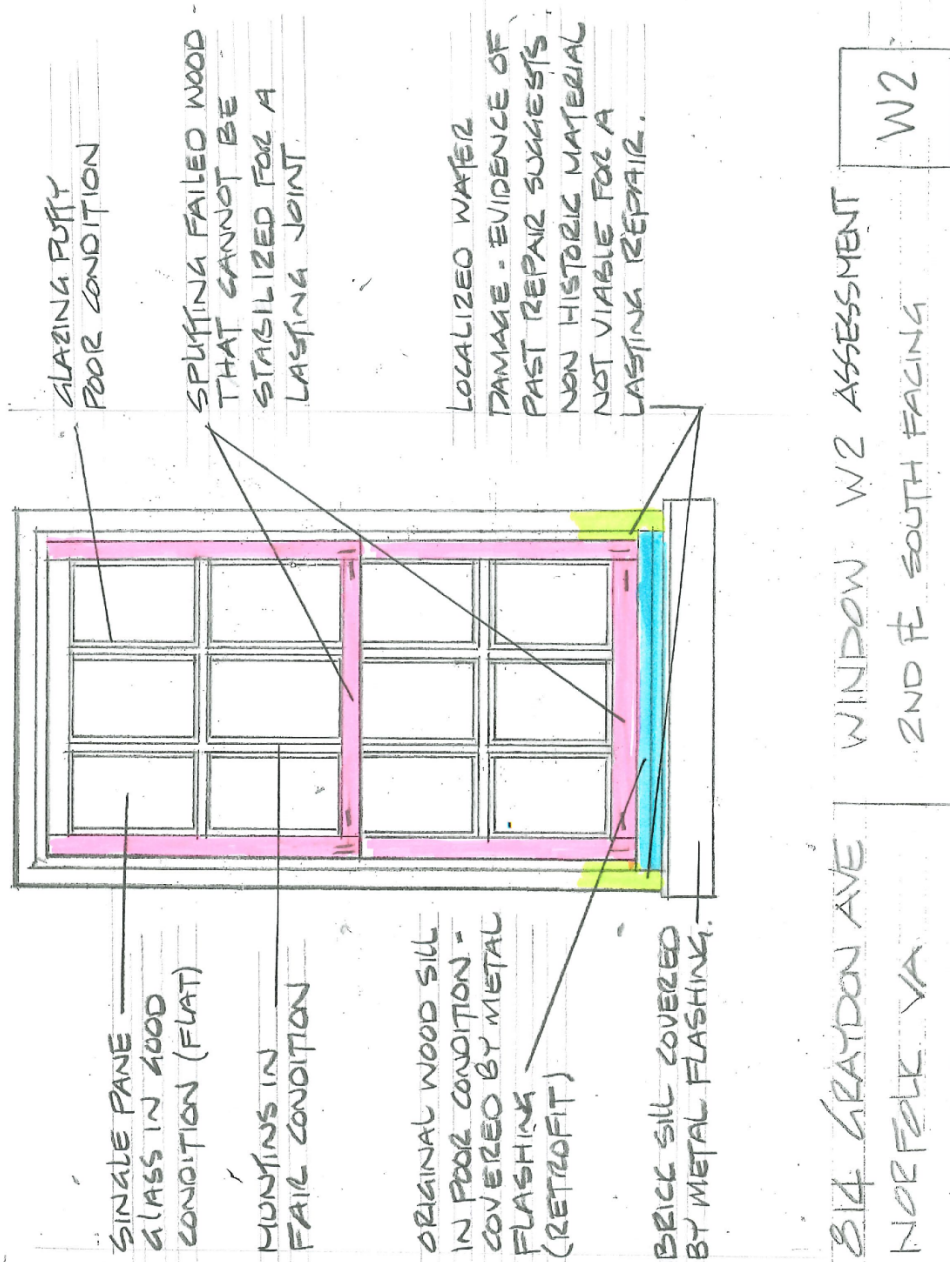 SINGLE PANE
GLASS IN GOOD
CONDITION (FLAT)
MUNTINS IN
FAIR CONDITION
ORIGINAL WOOD SILL
IN POOR CONDITION -
COVERED BY METAL
FLASHING
(RETROFIT)
BRICK SILL COVERED
BY METAL FLASHING.
GLAZING PUTTY
POOR CONDITION
SPLITTING FAILED WOOD
THAT CANNOT BE
STABILIZED FOR A
LASTING JOINT
LOCALIZED WATER
DAMAGE - EVIDENCE OF
PAST REPAIR SUGGESTS
NON HISTORIC MATERIAL
NOT VIABLE FOR A
LASTING REPAIR.
814 GRAYDON AVE
NORFOLK VA
WINDOW W2 ASSESSMENT
2ND FL SOUTH FACING
W2